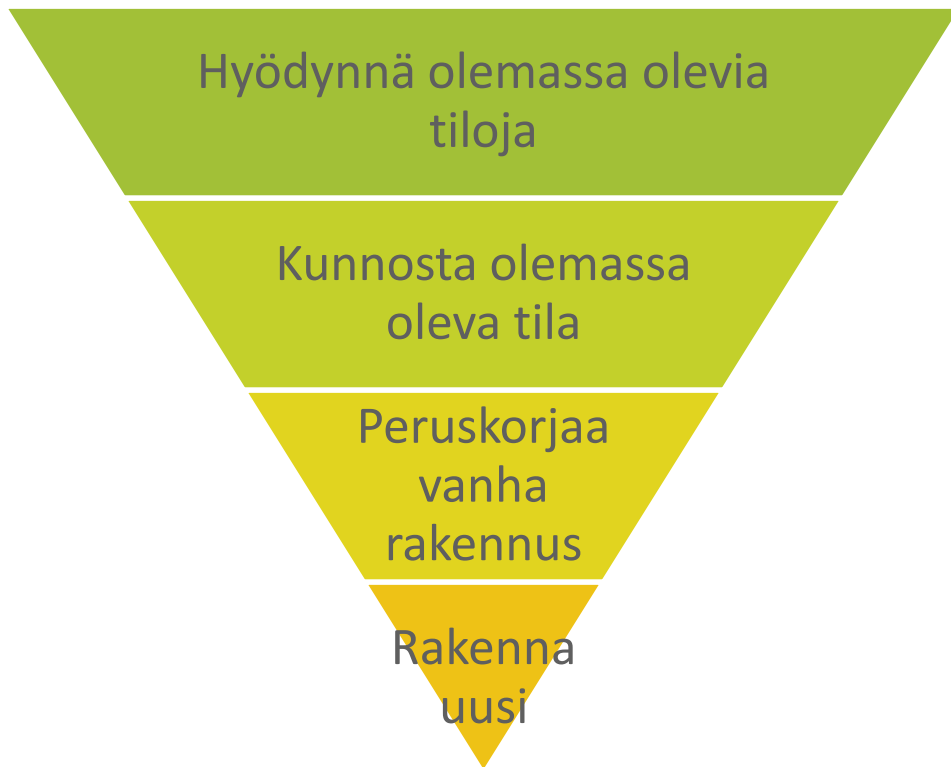 Hyödynnä olemassa olevia
tiloja
Kunnosta olemassa
oleva tila
Peruskorjaa
vanha
rakennus
Rakenna
uusi